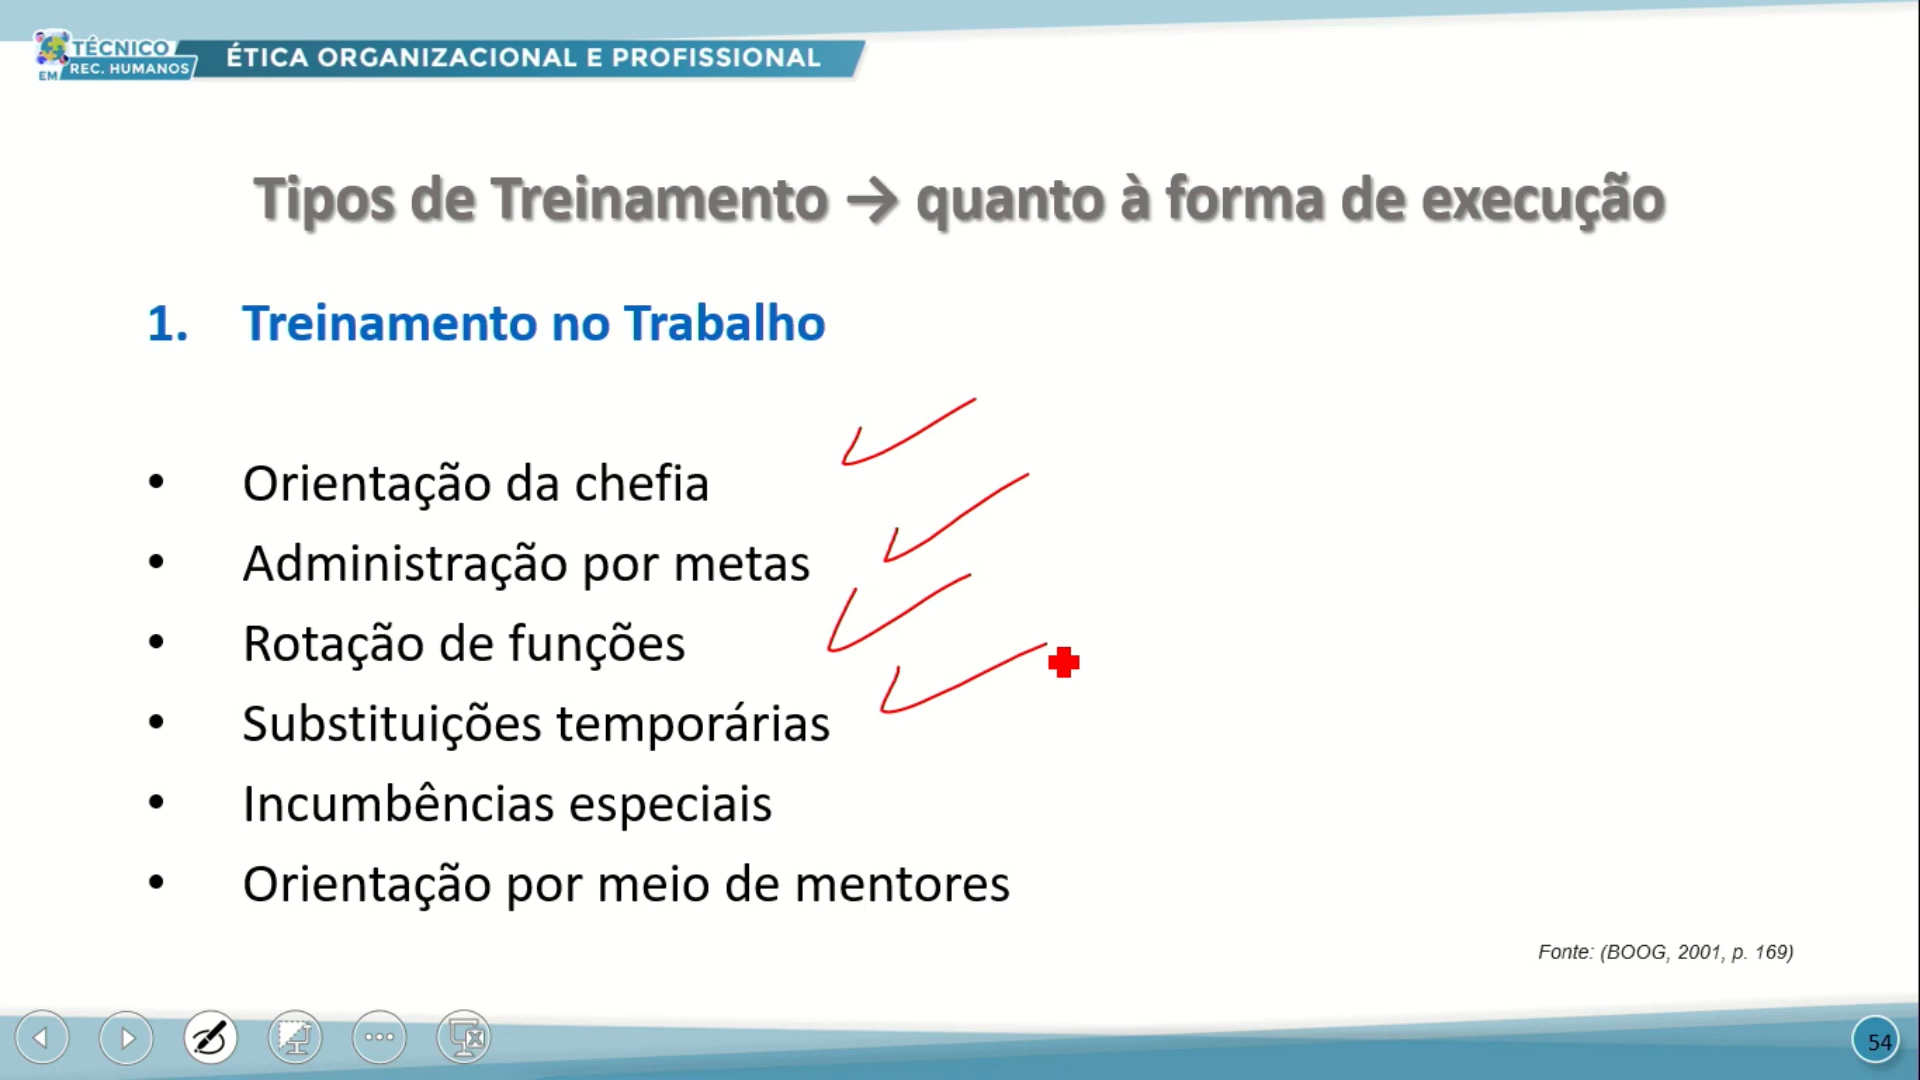 TÉCNICO
EM REC. HUMANOS
ÉTICA ORGANIZACIONAL E PROFISSIONAL
Tipos de Treinamento → quanto à forma de execução
1. Treinamento no Trabalho
• Orientação da chefia
• Administração por metas
• Rotação de funções
• Substituições temporárias
• Incumbências especiais
• Orientação por meio de mentores
Fonte: (BOOG, 2001, p. 169)
54